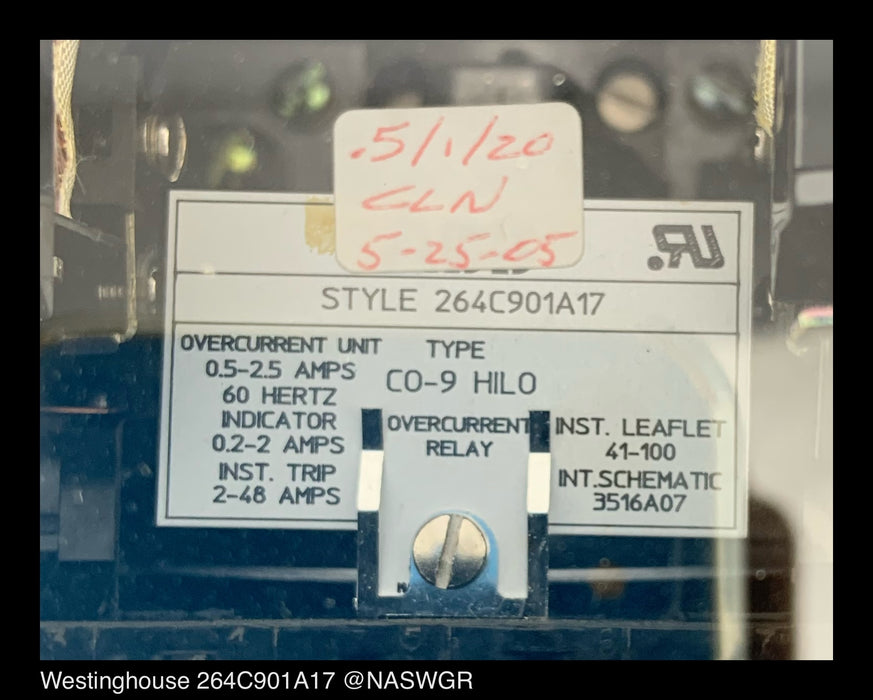 .5/1/20
CLN
5-25-05
STYLE 264C901A17
OVERCURRENT UNIT
0.5-2.5 AMPS
60 HERTZ
INDICATOR
0.2-2 AMPS
INST. TRIP
2-48 AMPS
TYPE
CO-9 HILO
OVERCURRENT
RELAY
INST. LEAFLET
41-100
INT.SCHEMATIC
3516A07
Westinghouse 264C901A17 @NASWGR